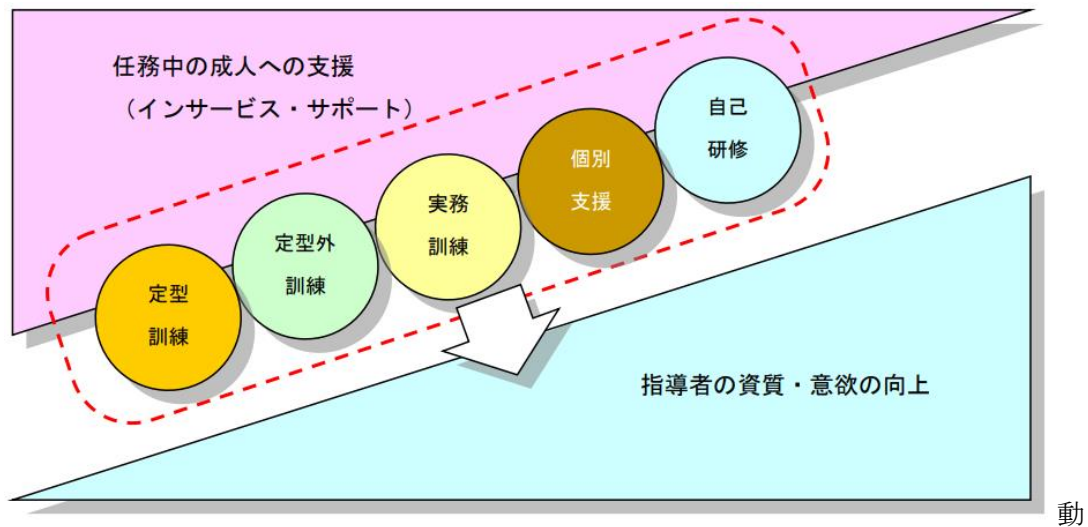 任務中の成人への支援
（インサービス・サポート）
自己
研修
個別
支援
実務
訓練
定型外
訓練
定型
訓練
指導者の資質・意欲の向上
動